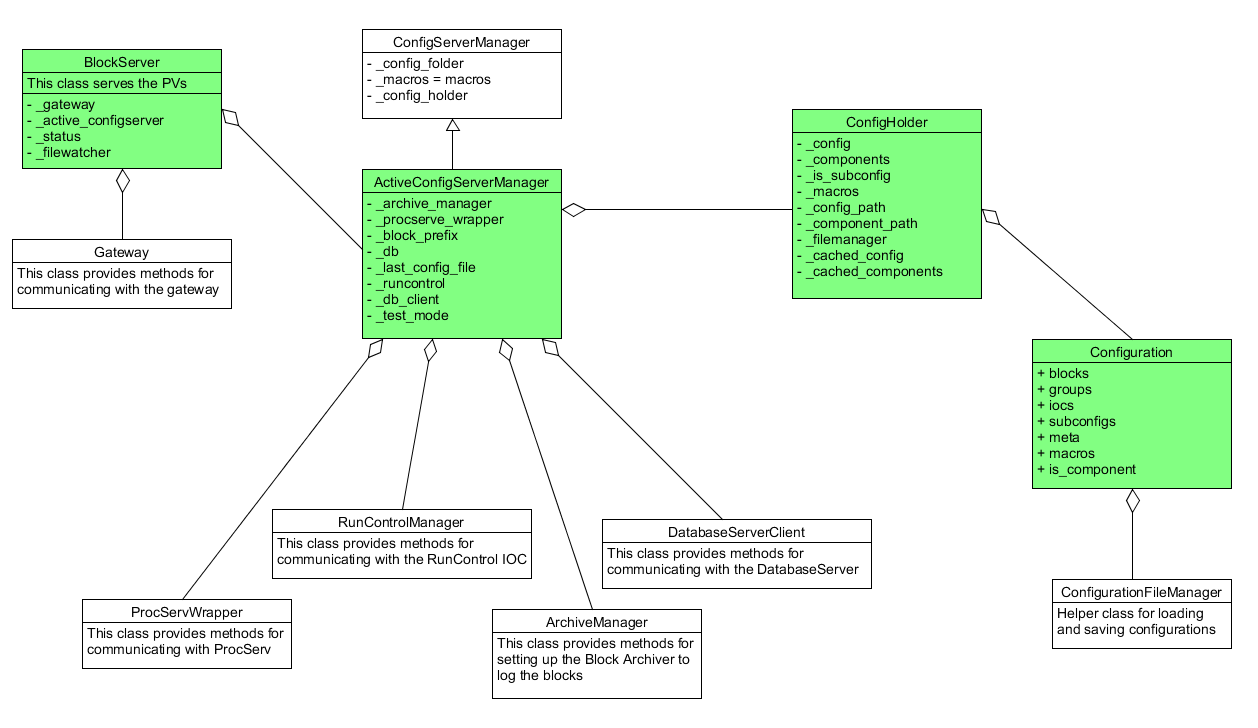 ConfigServerManager
- _config_folder
- _macros = macros
- _config_holder
BlockServer
This class serves the PVs
- _gateway
- _active_configserver
- _status
- _filewatcher
ConfigHolder
- _config
- _components
- _is_subconfig
- _macros
- _config_path
- _component_path
- _filemanager
- _cached_config
- _cached_components
ActiveConfigServerManager
- _archive_manager
- _procserve_wrapper
- _block_prefix
- _db
- _last_config_file
- _runcontrol
- _db_client
- _test_mode
Gateway
This class provides methods for
communicating with the gateway
Configuration
+ blocks
+ groups
+ iocs
+ subconfigs
+ meta
+ macros
+ is_component
RunControlManager
This class provides methods for
communicating with the RunControl IOC
DatabaseServerClient
This class provides methods for
communicating with the DatabaseServer
ConfigurationFileManager
Helper class for loading
and saving configurations
ProcServWrapper
This class provides methods for
communicating with ProcServ
ArchiveManager
This class provides methods for
setting up the Block Archiver to
log the blocks